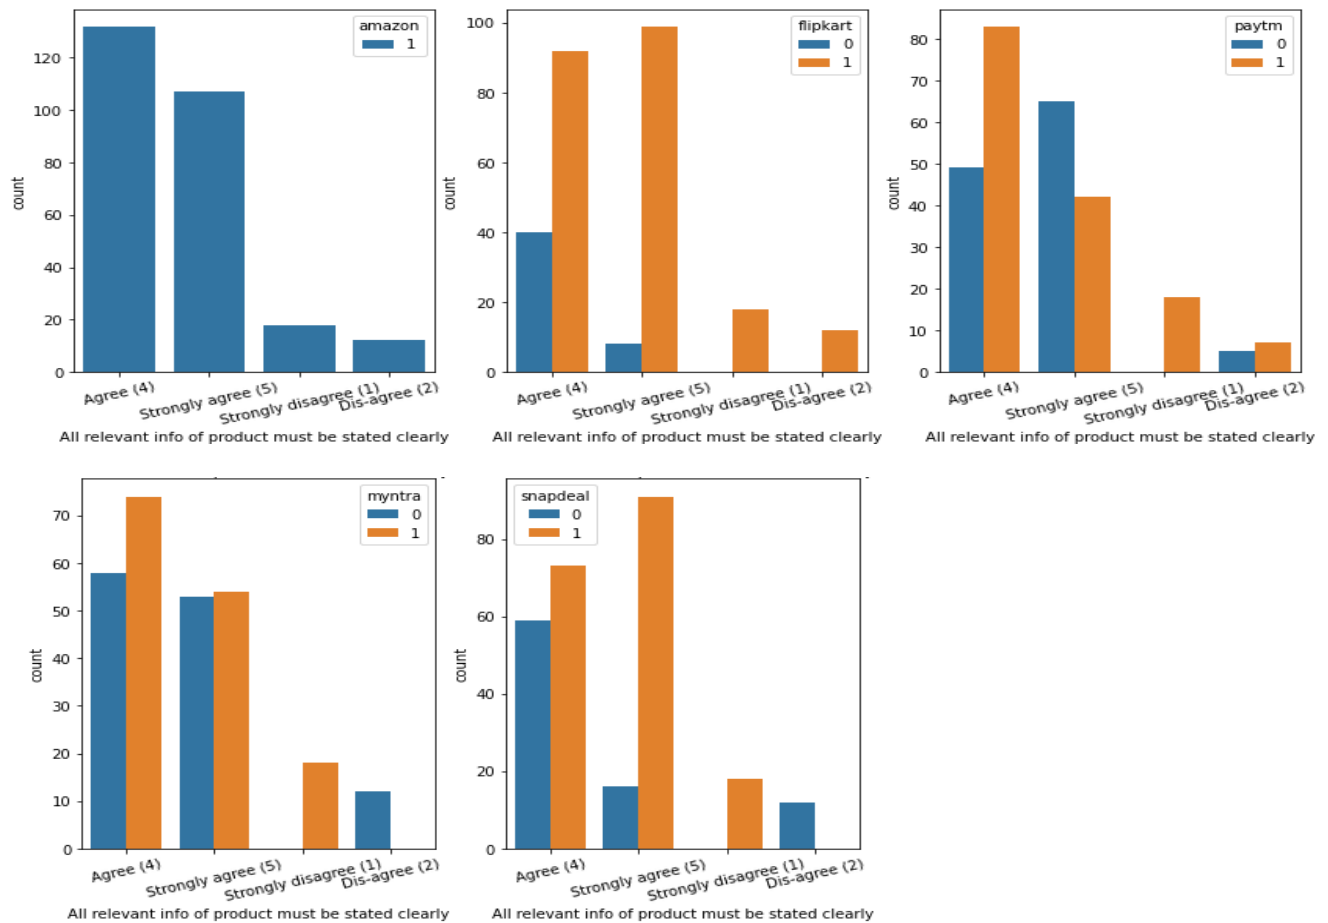 amazon
1
120
100
80
60
40
20
0
count
Agree (4)
Strongly agree (5)
Strongly disagree (1)
Dis-agree (2)
All relevant info of product must be stated clearly
flipkart
0
1
100
80
60
40
20
0
count
Agree (4)
Strongly agree (5)
Strongly disagree (1)
Dis-agree (2)
All relevant info of product must be stated clearly
paytm
0
1
80
70
60
50
40
30
20
10
0
count
Agree (4)
Strongly agree (5)
Strongly disagree (1)
Dis-agree (2)
All relevant info of product must be stated clearly
myntra
0
1
70
60
50
40
30
20
10
0
count
Agree (4)
Strongly agree (5)
Strongly disagree (1)
Dis-agree (2)
All relevant info of product must be stated clearly
snapdeal
0
1
80
60
40
20
0
count
Agree (4)
Strongly agree (5)
Strongly disagree (1)
Dis-agree (2)
All relevant info of product must be stated clearly